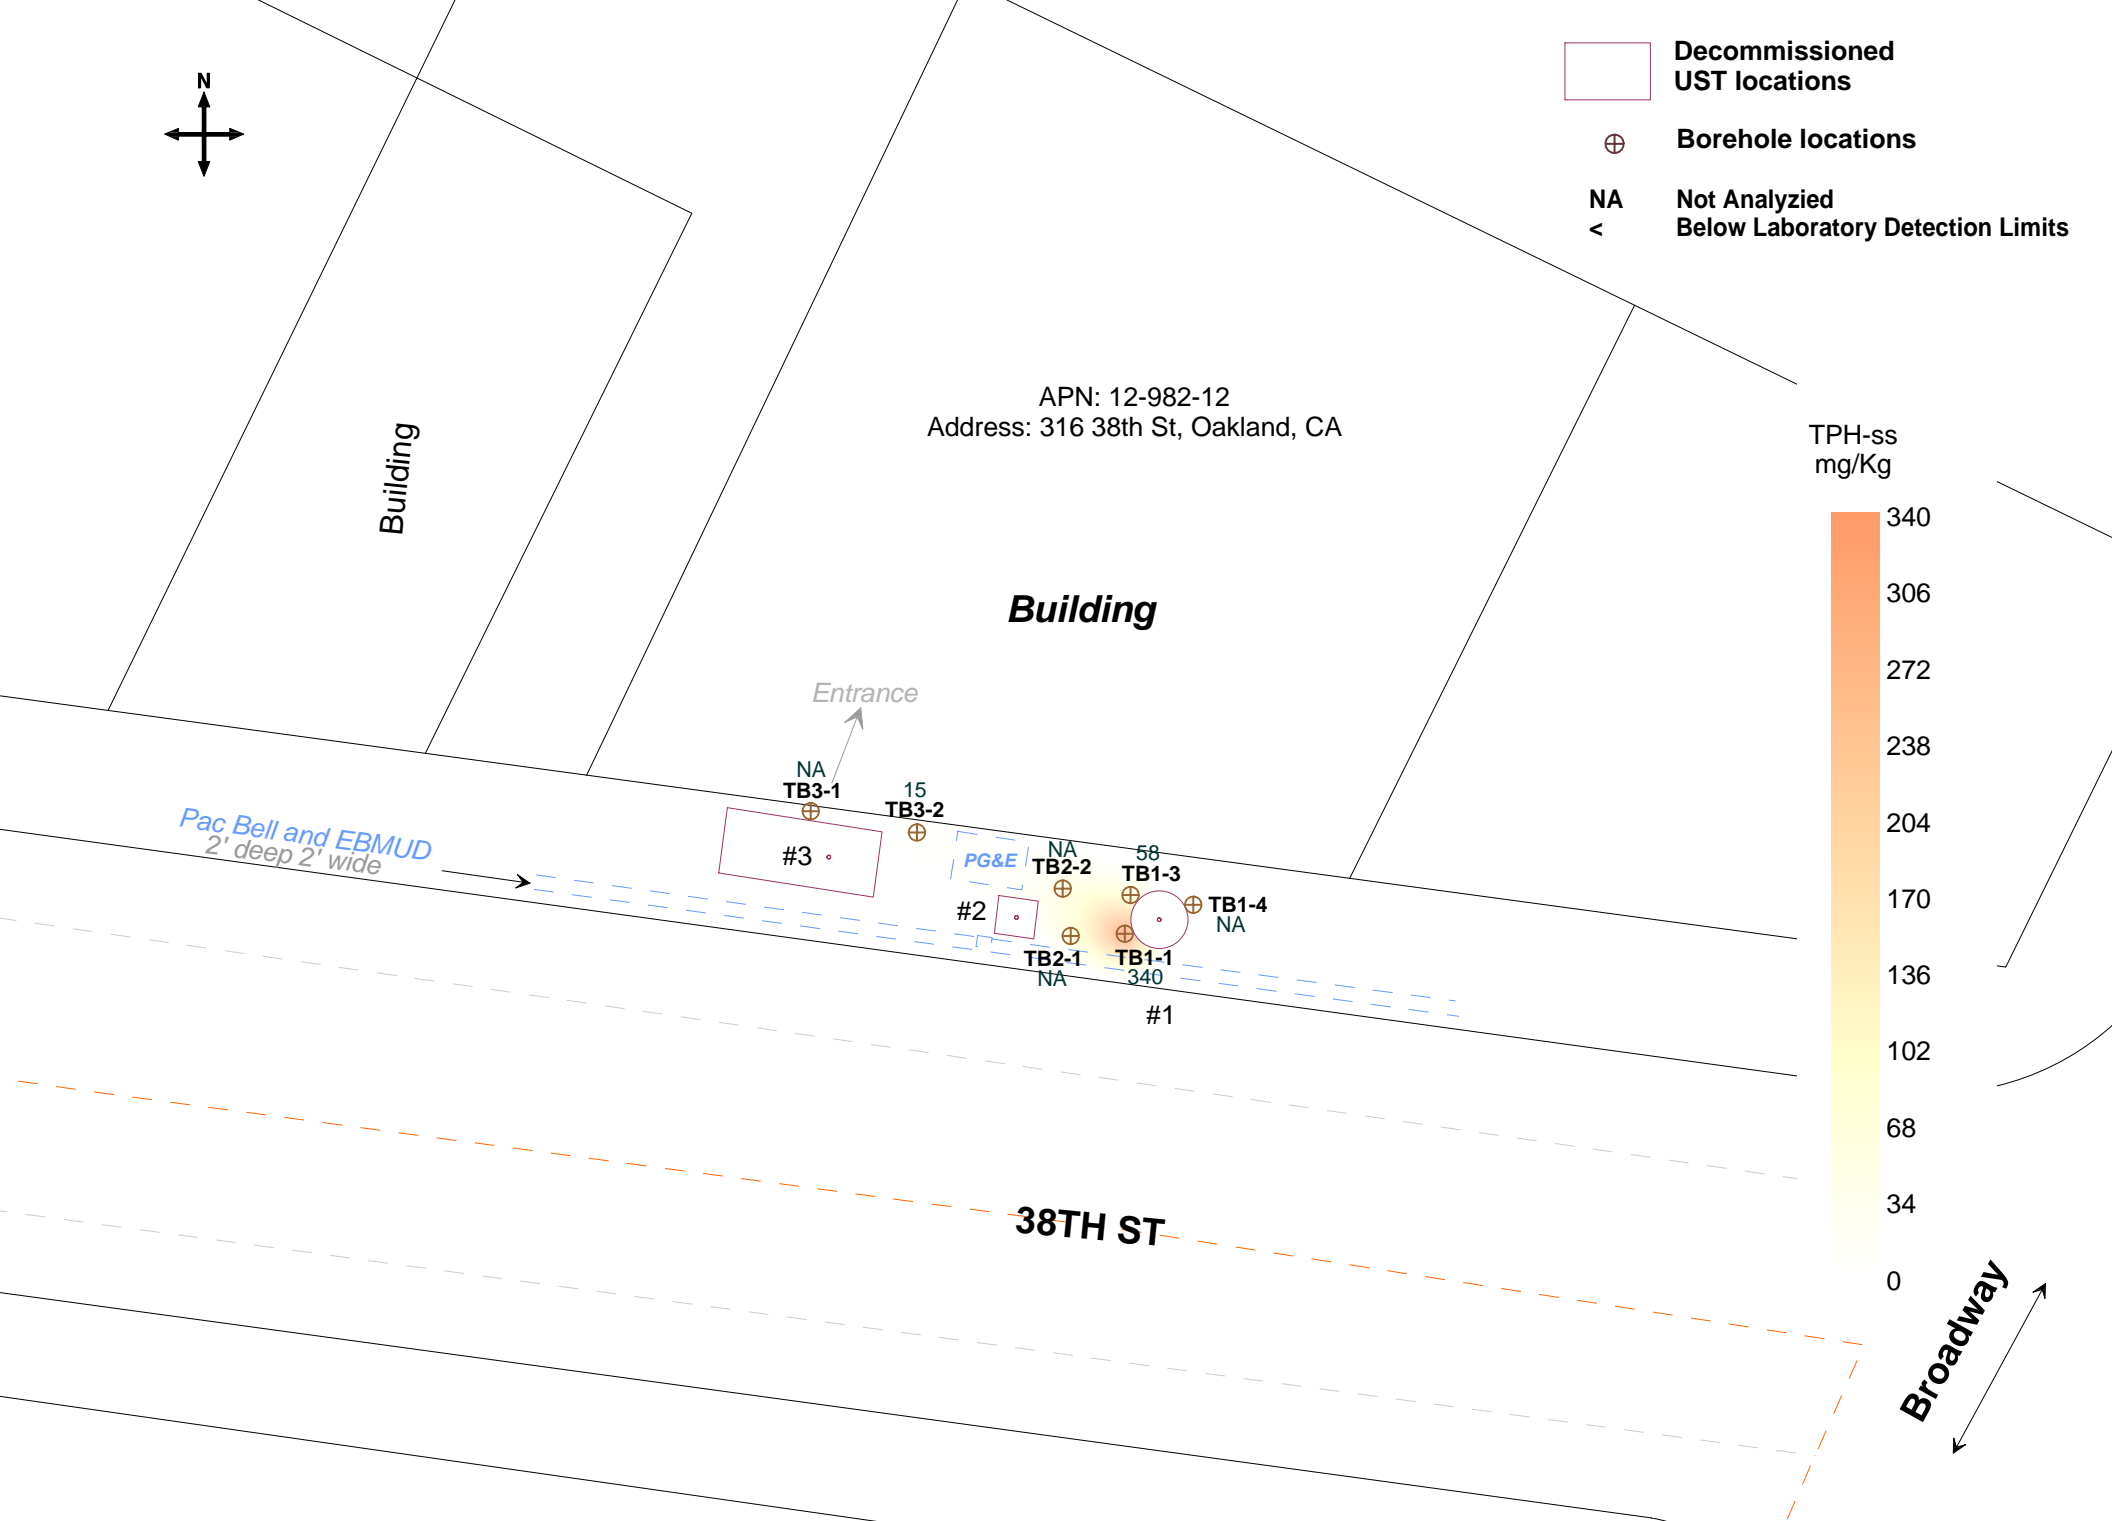 N
Decommissioned
UST locations
Borehole locations
NA Not Analyzied
< Below Laboratory Detection Limits
APN: 12-982-12
Address: 316 38th St, Oakland, CA
Building
Building
TPH-ss
mg/Kg
340
306
272
238
204
170
136
102
68
34
0
Entrance
NA
TB3-1
15
TB3-2
#3
PG&E
NA
TB2-2
58
TB1-3
#2
TB1-4
NA
TB2-1
NA
TB1-1
340
#1
Pac Bell and EBMUD
2' deep 2' wide
38TH ST
Broadway